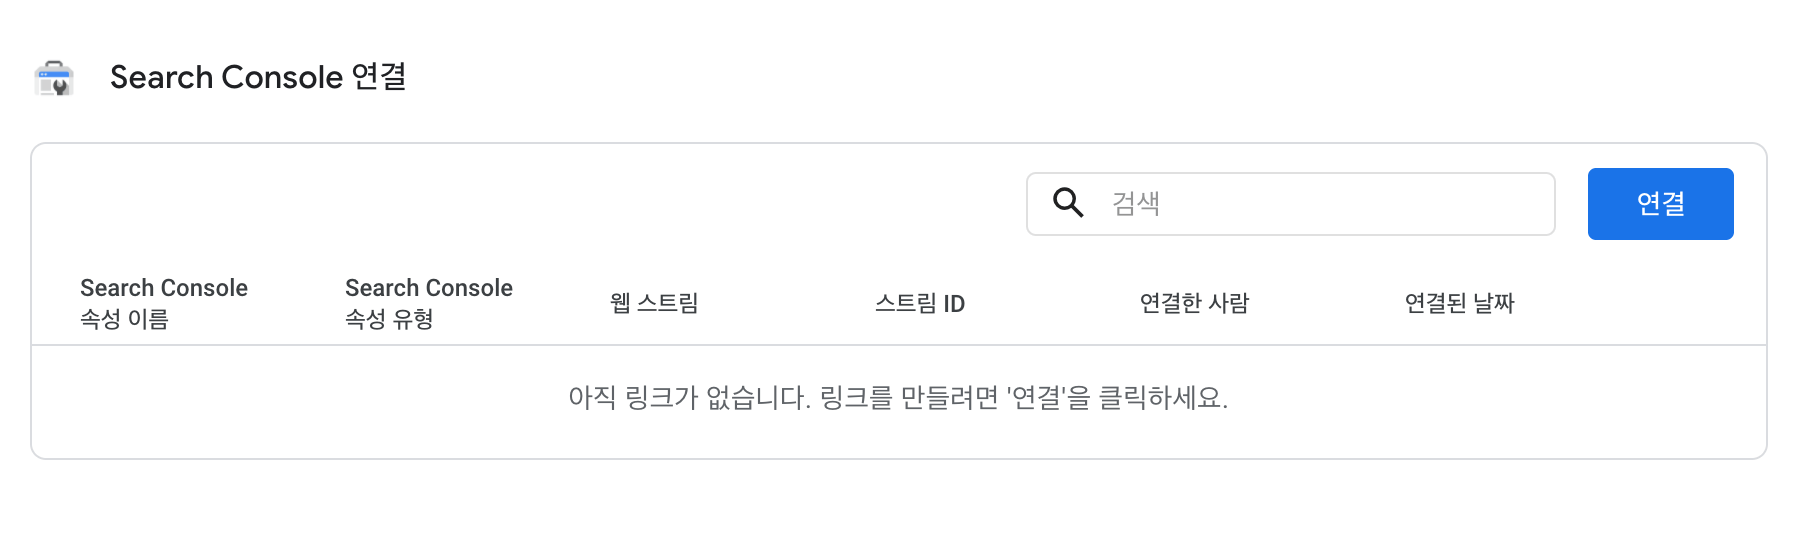 Search Console 연결
검색
연결
Search Console
속성 이름
Search Console
속성 유형
웹 스트림
스트림 ID
연결한 사람
연결된 날짜
아직 링크가 없습니다. 링크를 만들려면 '연결'을 클릭하세요.